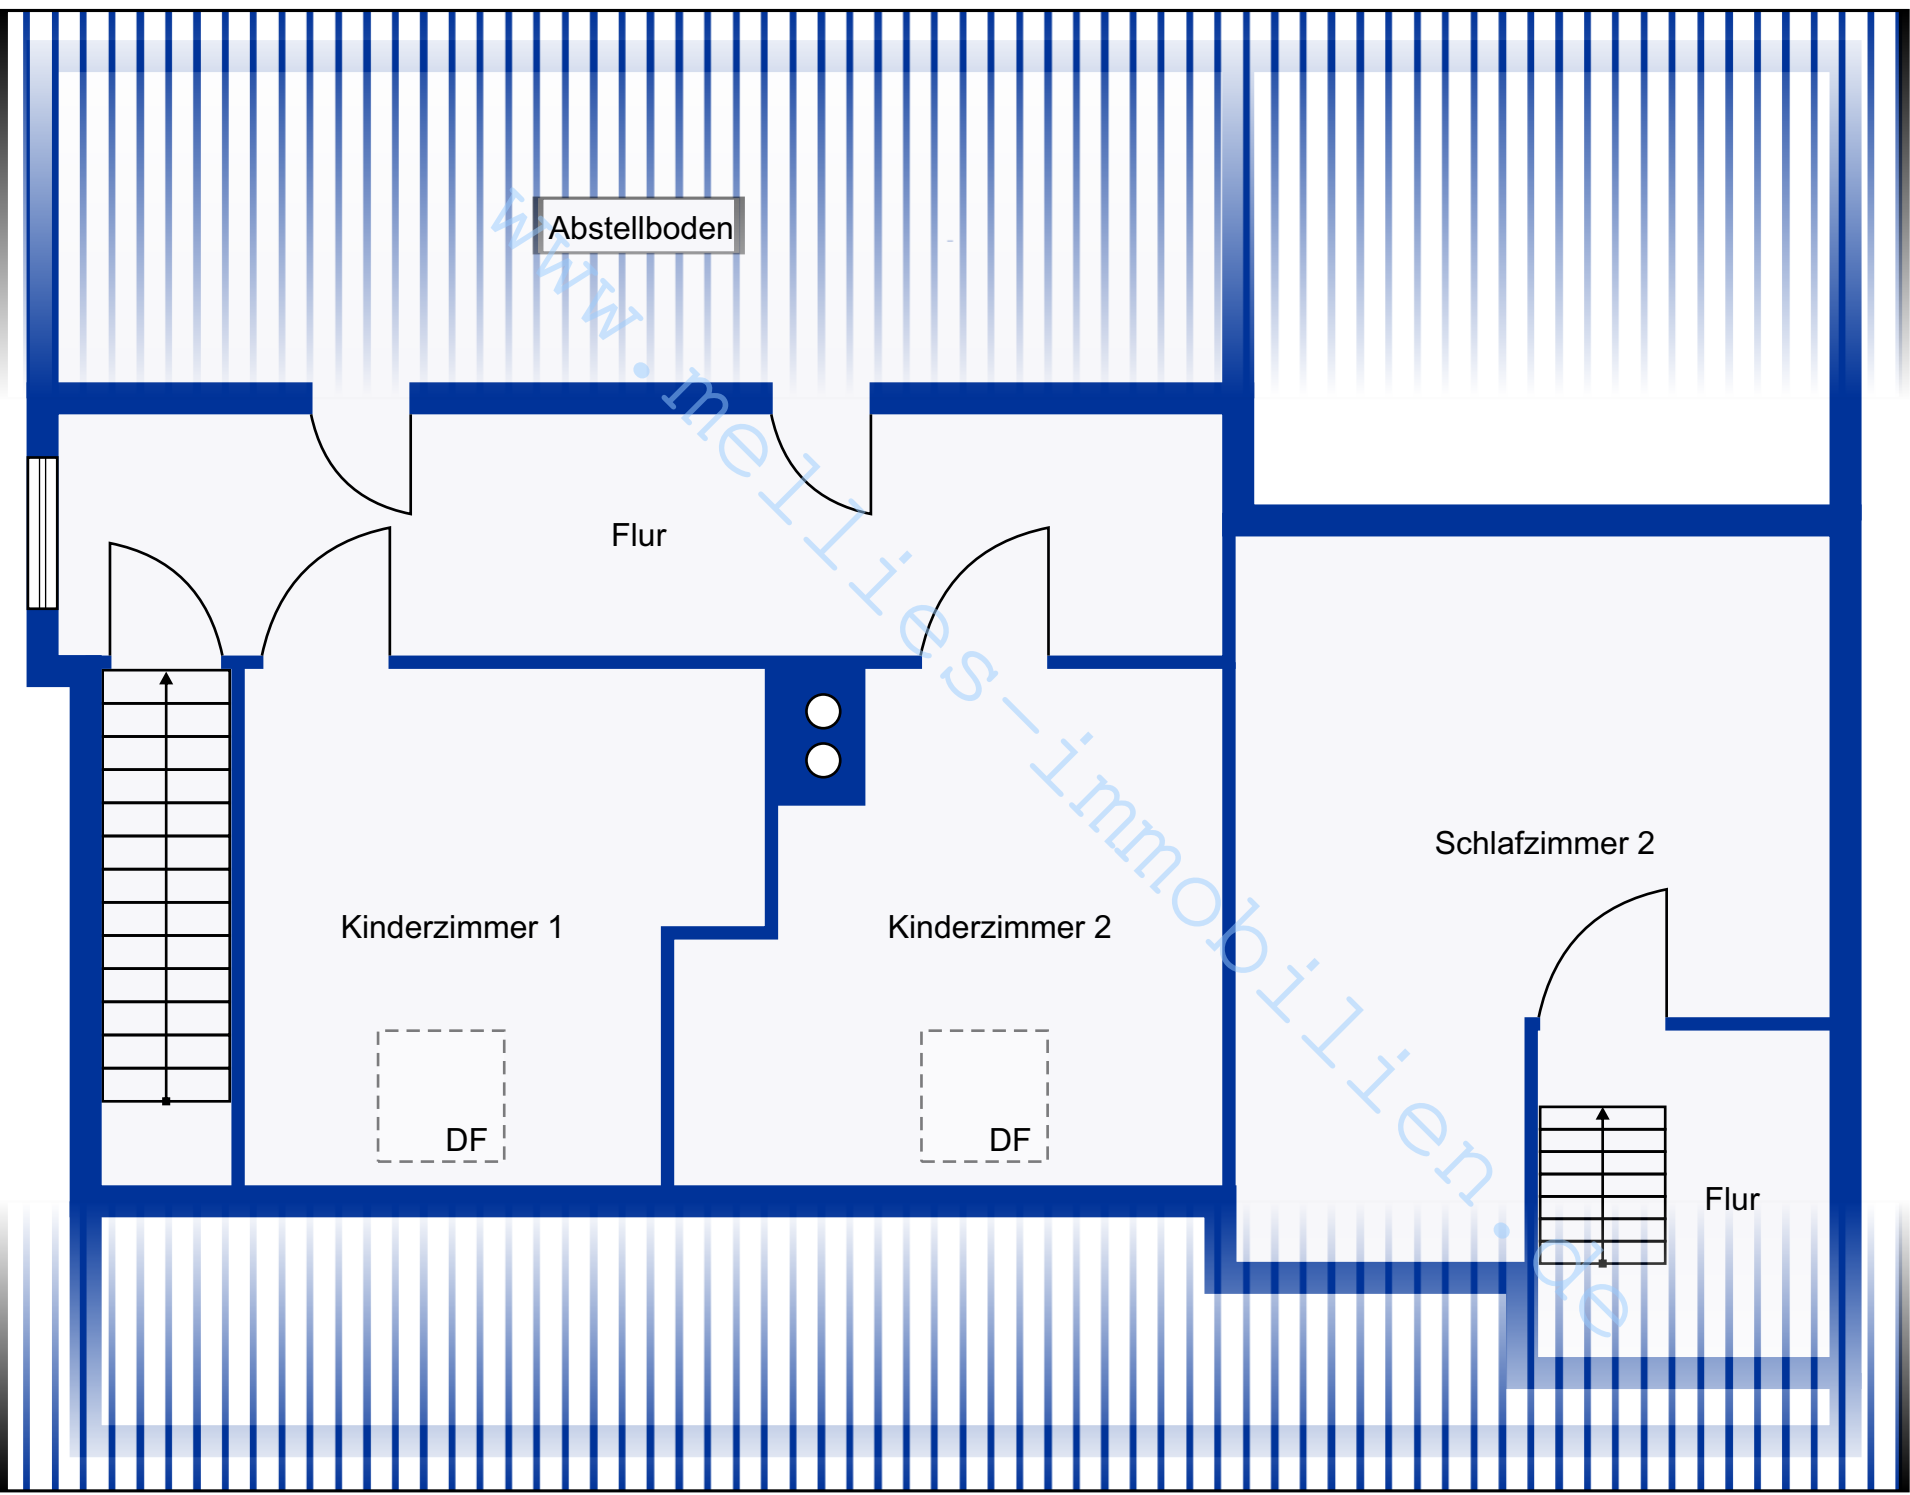 Abstellboden
www.mellies-immobilien.de
Flur
Schlafzimmer 2
Kinderzimmer 1
Kinderzimmer 2
DF
DF
Flur